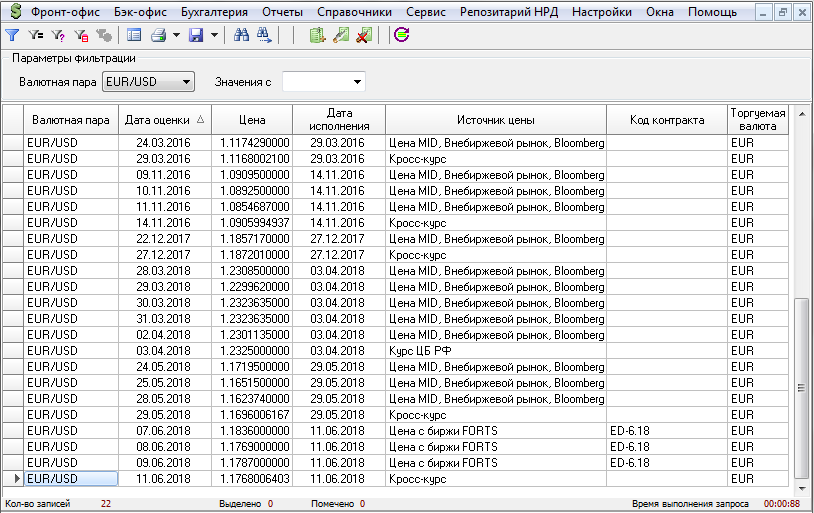 Фронт-офис Бэк-офис Бухгалтерия Отчеты Справочники Сервис Репозитарий НРД Настройки Окна Помощь
Параметры Фильтрации
Валютная пара EUR/USD Значения с
Валютная пара Дата оценки Цена Дата исполнения Источник цены Код контракта Торгуемая валюта
EUR/USD 24.03.2016 1.1174290000 29.03.2016 Цена MID, Внебиржевой рынок, Bloomberg EUR
EUR/USD 29.03.2016 1.1168002100 29.03.2016 Кросс-курс EUR
EUR/USD 09.11.2016 1.0909500000 14.11.2016 Цена MID, Внебиржевой рынок, Bloomberg EUR
EUR/USD 10.11.2016 1.0892500000 14.11.2016 Цена MID, Внебиржевой рынок, Bloomberg EUR
EUR/USD 11.11.2016 1.0854687000 14.11.2016 Цена MID, Внебиржевой рынок, Bloomberg EUR
EUR/USD 14.11.2016 1.0905994937 14.11.2016 Кросс-курс EUR
EUR/USD 22.12.2017 1.1857170000 27.12.2017 Цена MID, Внебиржевой рынок, Bloomberg EUR
EUR/USD 27.12.2017 1.1872010000 27.12.2017 Кросс-курс EUR
EUR/USD 28.03.2018 1.2308500000 03.04.2018 Цена MID, Внебиржевой рынок, Bloomberg EUR
EUR/USD 29.03.2018 1.2299620000 03.04.2018 Цена MID, Внебиржевой рынок, Bloomberg EUR
EUR/USD 30.03.2018 1.2323635000 03.04.2018 Цена MID, Внебиржевой рынок, Bloomberg EUR
EUR/USD 31.03.2018 1.2323635000 03.04.2018 Цена MID, Внебиржевой рынок, Bloomberg EUR
EUR/USD 02.04.2018 1.2301135000 03.04.2018 Цена MID, Внебиржевой рынок, Bloomberg EUR
EUR/USD 03.04.2018 1.2325000000 03.04.2018 Курс ЦБ РФ EUR
EUR/USD 24.05.2018 1.1719500000 29.05.2018 Цена MID, Внебиржевой рынок, Bloomberg EUR
EUR/USD 25.05.2018 1.1651500000 29.05.2018 Цена MID, Внебиржевой рынок, Bloomberg EUR
EUR/USD 28.05.2018 1.1623740000 29.05.2018 Цена MID, Внебиржевой рынок, Bloomberg EUR
EUR/USD 29.05.2018 1.1696006167 29.05.2018 Кросс-курс EUR
EUR/USD 07.06.2018 1.1836000000 11.06.2018 Цена с биржи FORTS ED-6.18 EUR
EUR/USD 08.06.2018 1.1769000000 11.06.2018 Цена с биржи FORTS ED-6.18 EUR
EUR/USD 09.06.2018 1.1787000000 11.06.2018 Цена с биржи FORTS ED-6.18 EUR
EUR/USD 11.06.2018 1.1768006403 11.06.2018 Кросс-курс EUR
Кол-во записей 22 Выделено 0 Помечено 0 Время выполнения запроса 00:00:88